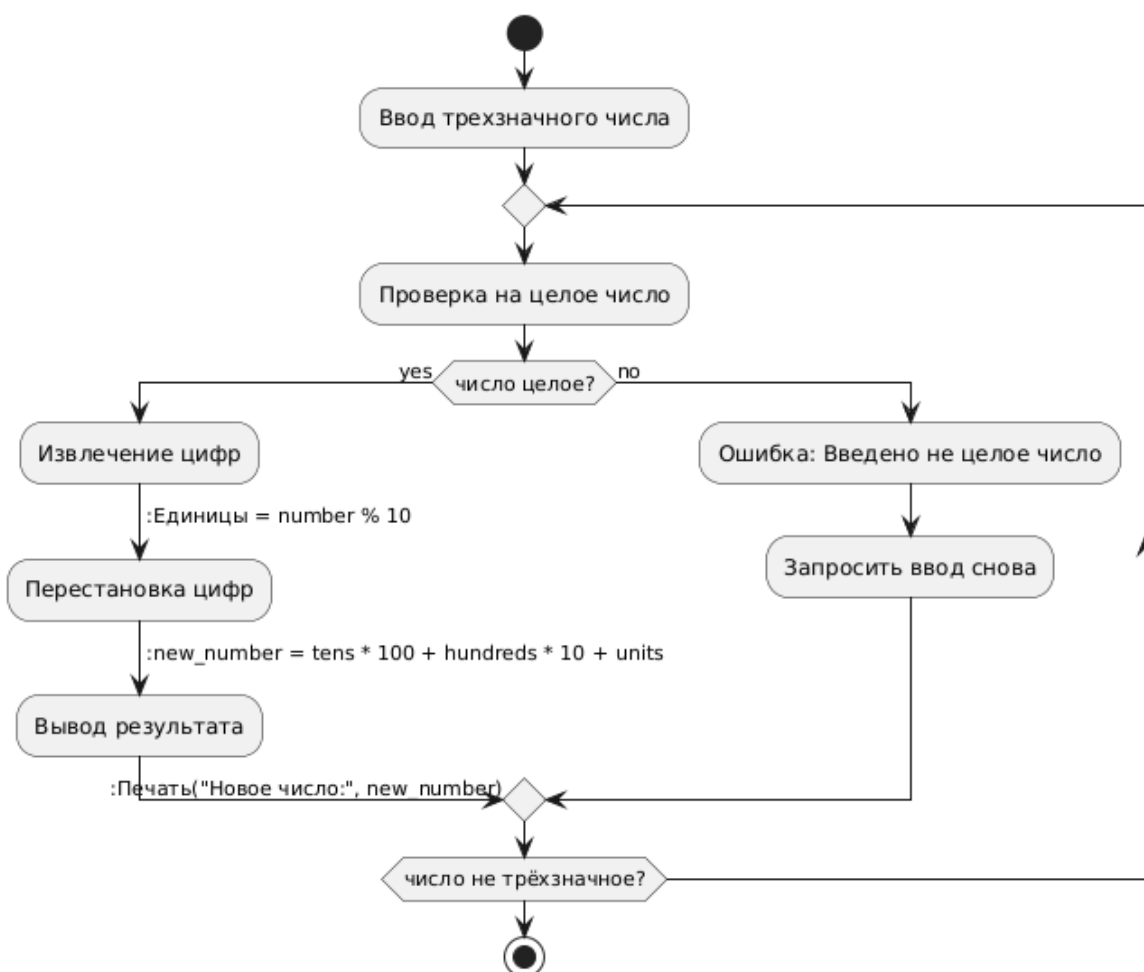 Ввод трехзначного числа
Проверка на целое число
число целое?
yes
no
Извлечение цифр
:Единицы = number % 10
Перестановка цифр
:new_number = tens * 100 + hundreds * 10 + units
Вывод результата
:Печать("Новое число:", new_number)
Ошибка: Введено не целое число
Запросить ввод снова
число не трёхзначное?